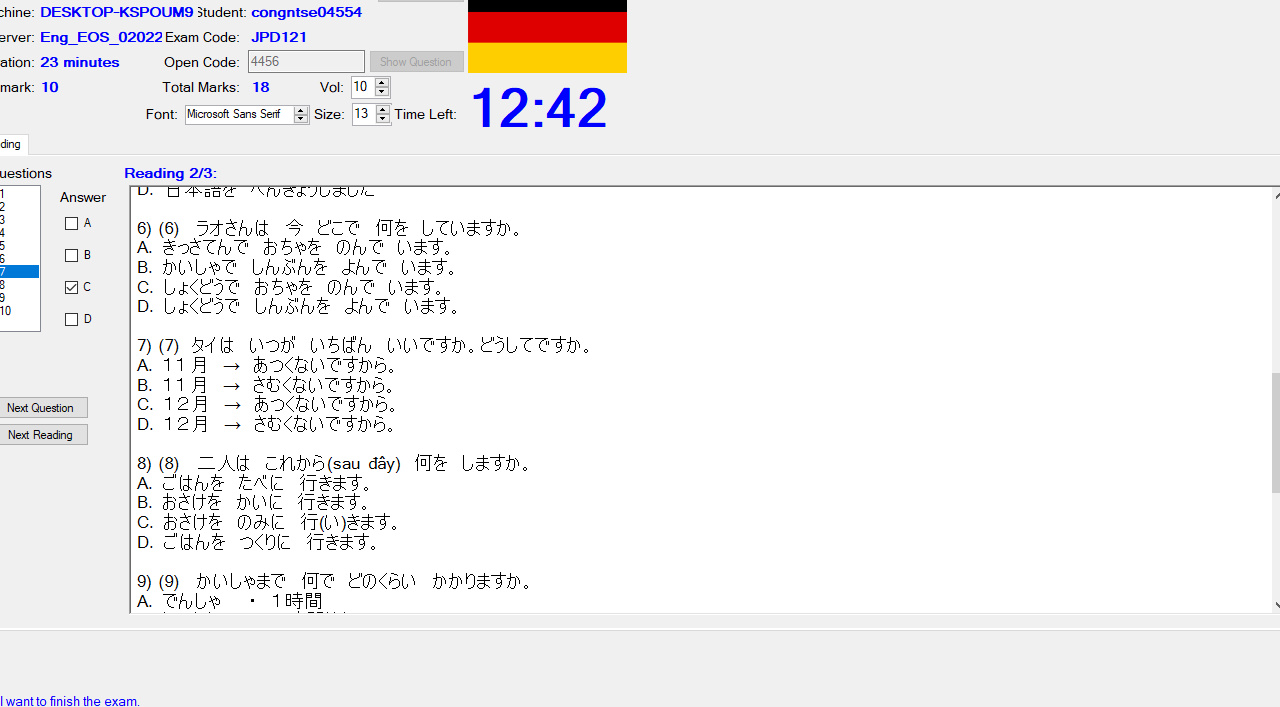 chine: DESKTOP-KSPOUM9 Student: congntse04554
erver: Eng_EOS_02022 Exam Code: JPD121
ation: 23 minutes Open Code: 4456 Show Question
mark: 10 Total Marks: 18 Vol: 10
Font: Microsoft Sans Serif Size: 13 Time Left: 12:42
ding
uestions Reading 2/3:
Answer
1
2
3
4
5
6
7
8
9
10
A
B
C
D
Next Question
Next Reading
D. 日本語を べんきょうしました
6) (6) ラオさんは 今 どこで 何を していますか。
A. きっさてんで おちゃを のんで います。
B. かいしゃで しんぶんを よんで います。
C. しょくどうで おちゃを のんで います。
D. しょくどうで しんぶんを よんで います。
7) (7) タイは いつが いちばん いいですか。どうしてですか。
A. 11月 → あつくないですから。
B. 11月 → さむくないですから。
C. 12月 → あつくないですから。
D. 12月 → さむくないですから。
8) (8) 二人は これから(sau đây) 何を しますか。
A. ごはんを たべに 行きます。
B. おさけを かいに 行きます。
C. おさけを のみに 行(い)きます。
D. ごはんを つくりに 行きます。
9) (9) かいしゃまで 何で どのくらい かかりますか。
A. でんしゃ ・ 1時間
I want to finish the exam.